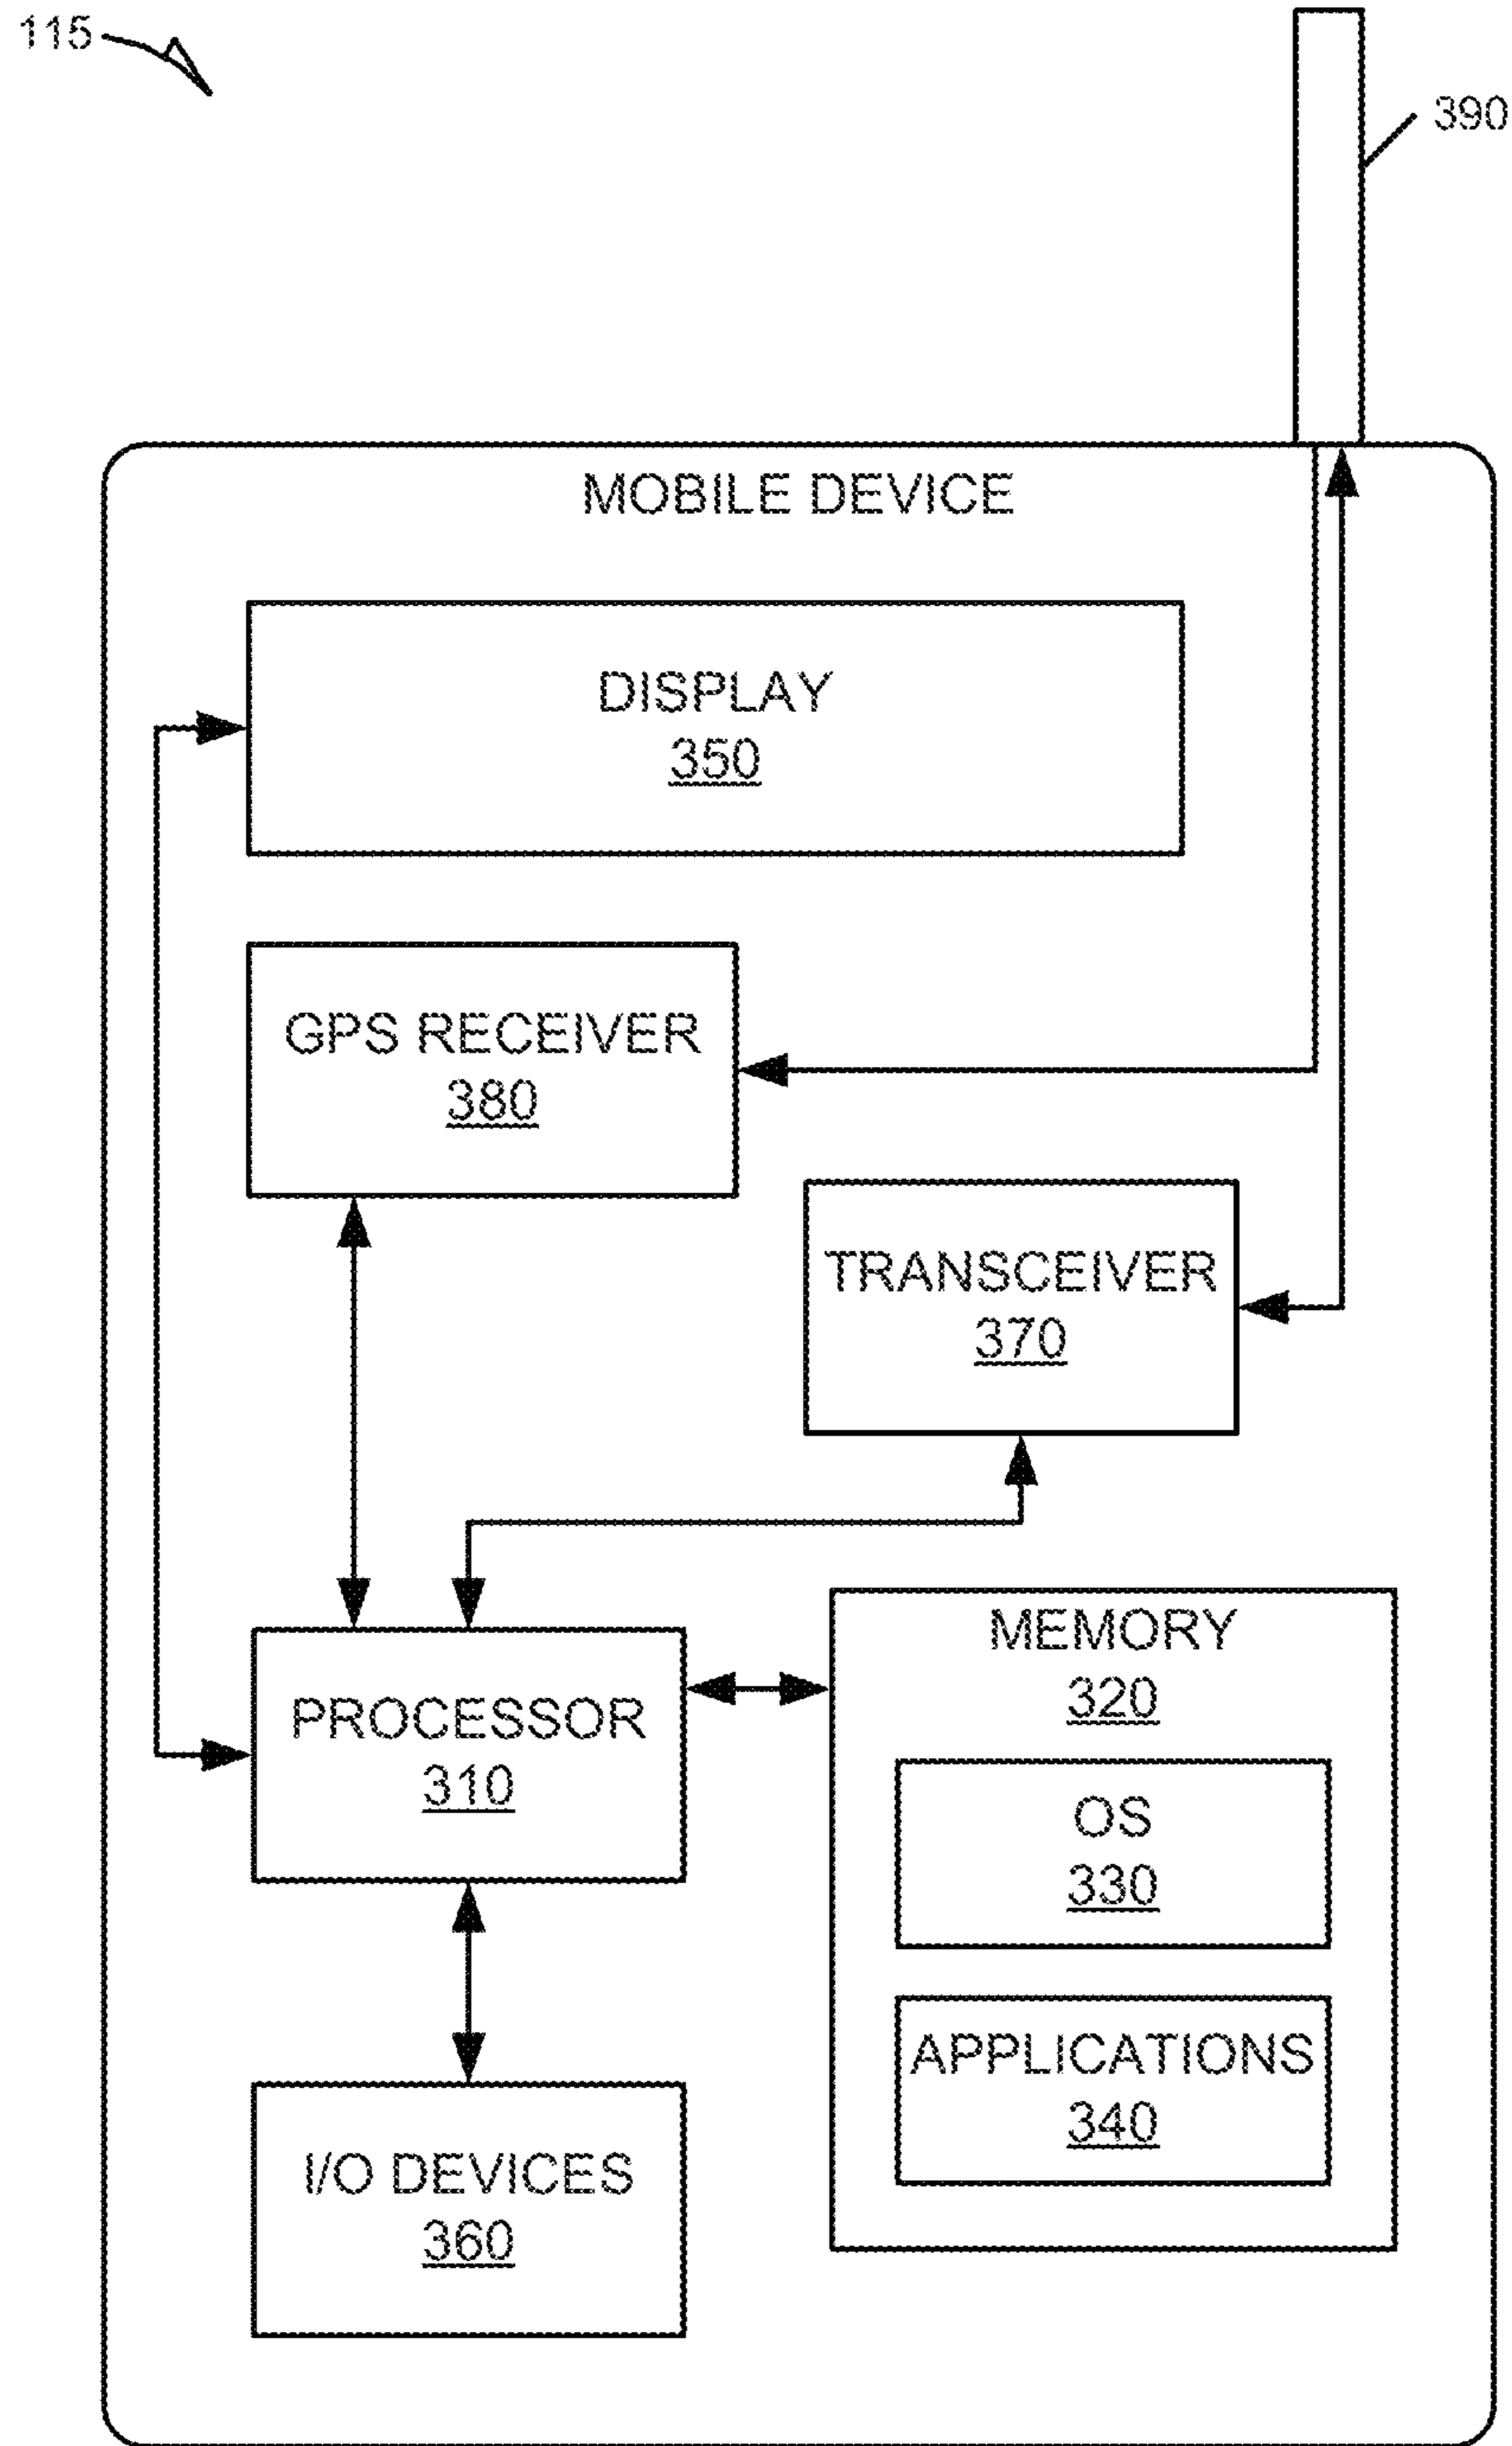 115
390
MOBILE DEVICE
DISPLAY
350
GPS RECEIVER
380
TRANSCEIVER
370
MEMORY
320
PROCESSOR
310
OS
330
APPLICATIONS
340
I/O DEVICES
360